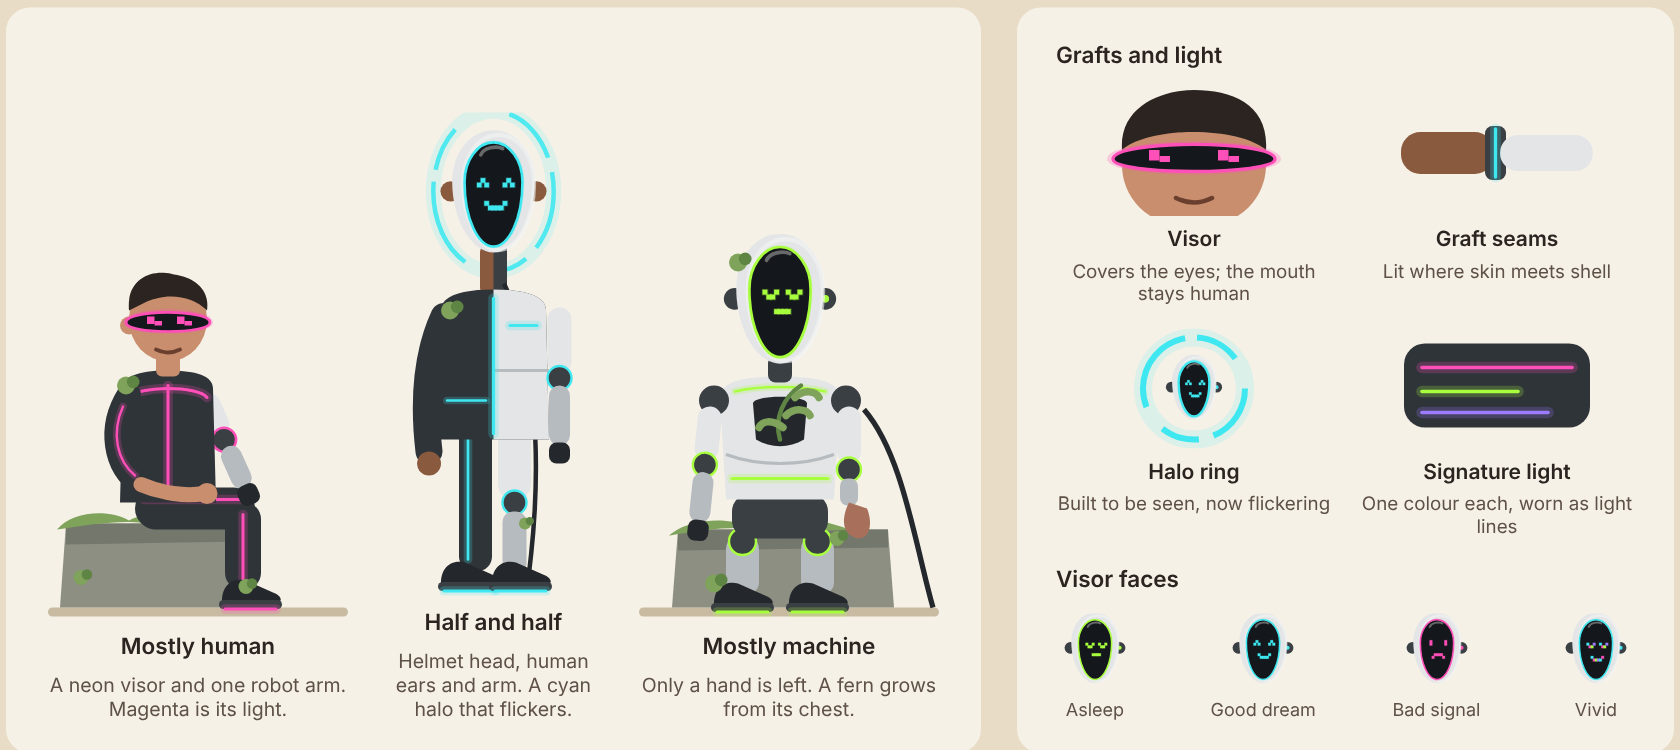 Mostly human
A neon visor and one robot arm.
Magenta is its light.
Half and half
Helmet head, human
ears and arm. A cyan
halo that flickers.
Mostly machine
Only a hand is left. A fern grows
from its chest.
Grafts and light
Visor
Covers the eyes; the mouth
stays human
Graft seams
Lit where skin meets shell
Halo ring
Built to be seen, now flickering
Signature light
One colour each, worn as light
lines
Visor faces
Asleep
Good dream
Bad signal
Vivid